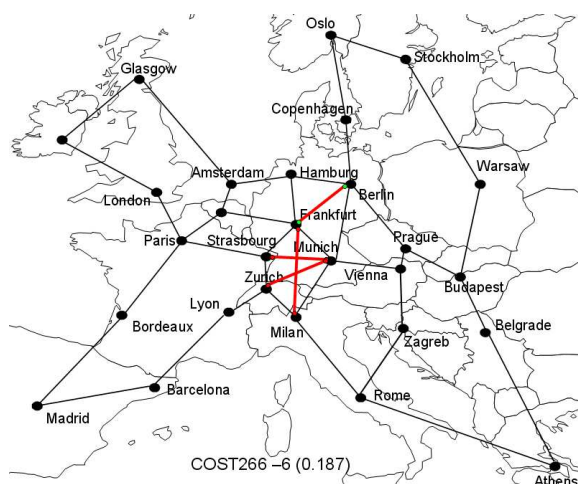 Oslo
Stockholm
Glasgow
Copenhagen
Hamburg
Amsterdam
Berlin
Warsaw
London
Frankfurt
Paris
Strasbourg
Munich
Prague
Zurich
Vienna
Budapest
Lyon
Bordeaux
Milan
Zagreb
Belgrade
Barcelona
Rome
Madrid
COST266 –6 (0.187)
Athens